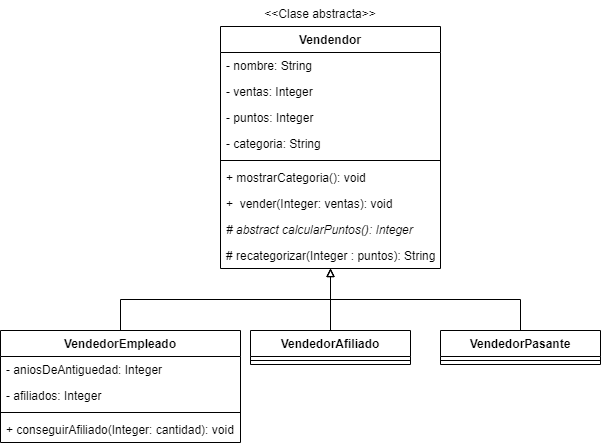 <<Clase abstracta>>
Vendendor
- nombre: String
- ventas: Integer
- puntos: Integer
- categoria: String
+ mostrarCategoria(): void
+ vender(Integer: ventas): void
# abstract calcularPuntos(): Integer
# recategorizar(Integer : puntos): String
VendedorEmpleado
- aniosDeAntiguedad: Integer
- afiliados: Integer
+ conseguirAfiliado(Integer: cantidad): void
VendedorAfiliado
VendedorPasante